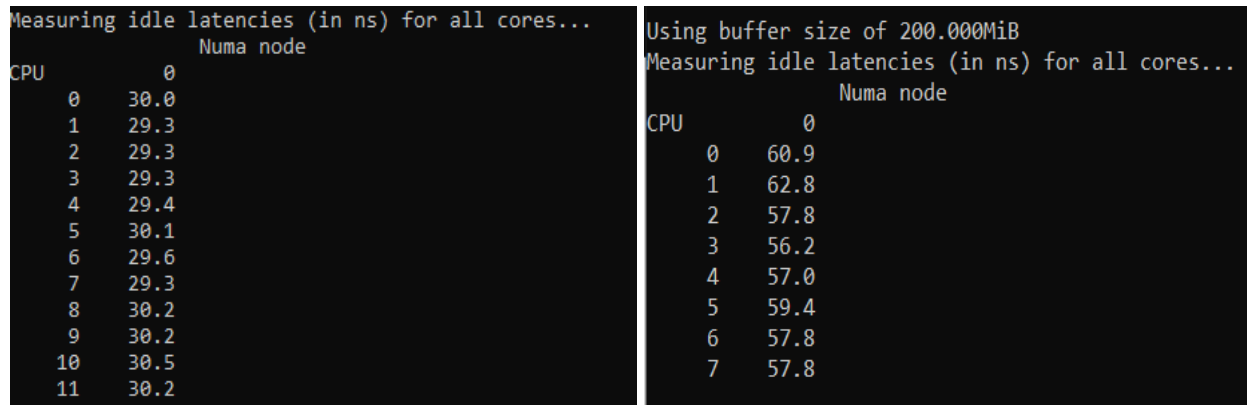 Measuring idle latencies (in ns) for all cores...
Numa node
CPU 0
0 30.0
1 29.3
2 29.3
3 29.3
4 29.4
5 30.1
6 29.6
7 29.3
8 30.2
9 30.2
10 30.5
11 30.2
Using buffer size of 200.000MiB
Measuring idle latencies (in ns) for all cores...
Numa node
CPU 0
0 60.9
1 62.8
2 57.8
3 56.2
4 57.0
5 59.4
6 57.8
7 57.8